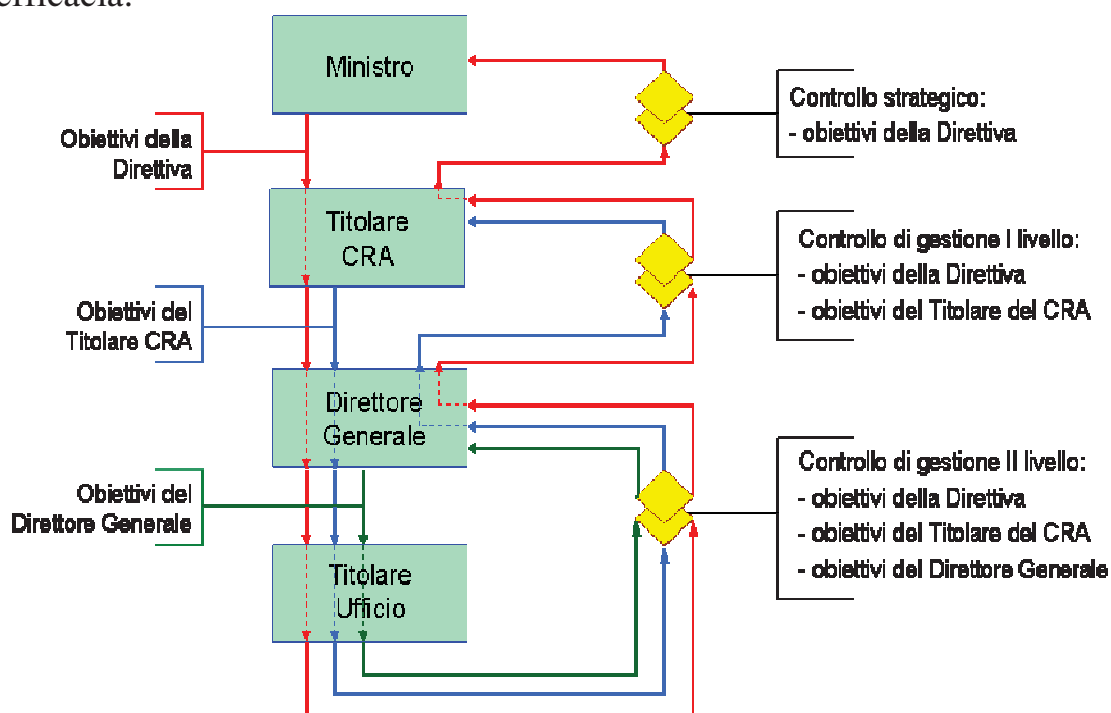 efficacia.
Ministro
Controllo strategico:
- obiettivi della Direttiva
Obiettivi della
Direttiva
Titolare
CRA
Controllo di gestione I livello:
- obiettivi della Direttiva
- obiettivi del Titolare del CRA
Obiettivi del
Titolare CRA
Direttore
Generale
Controllo di gestione II livello:
- obiettivi della Direttiva
- obiettivi del Titolare del CRA
- obiettivi del Direttore Generale
Obiettivi del
Direttore Generale
Titolare
Ufficio